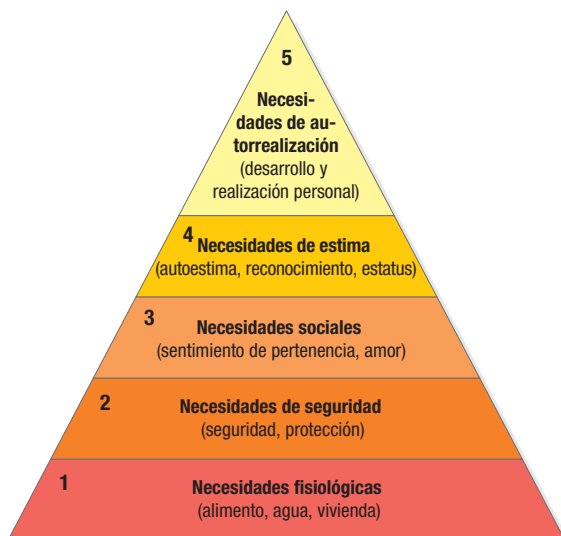 5
Necesi-
dades de au-
torrealización
(desarrollo y
realización personal)
4
Necesidades de estima
(autoestima, reconocimiento, estatus)
3
Necesidades sociales
(sentimiento de pertenencia, amor)
2
Necesidades de seguridad
(seguridad, protección)
1
Necesidades fisiológicas
(alimento, agua, vivienda)